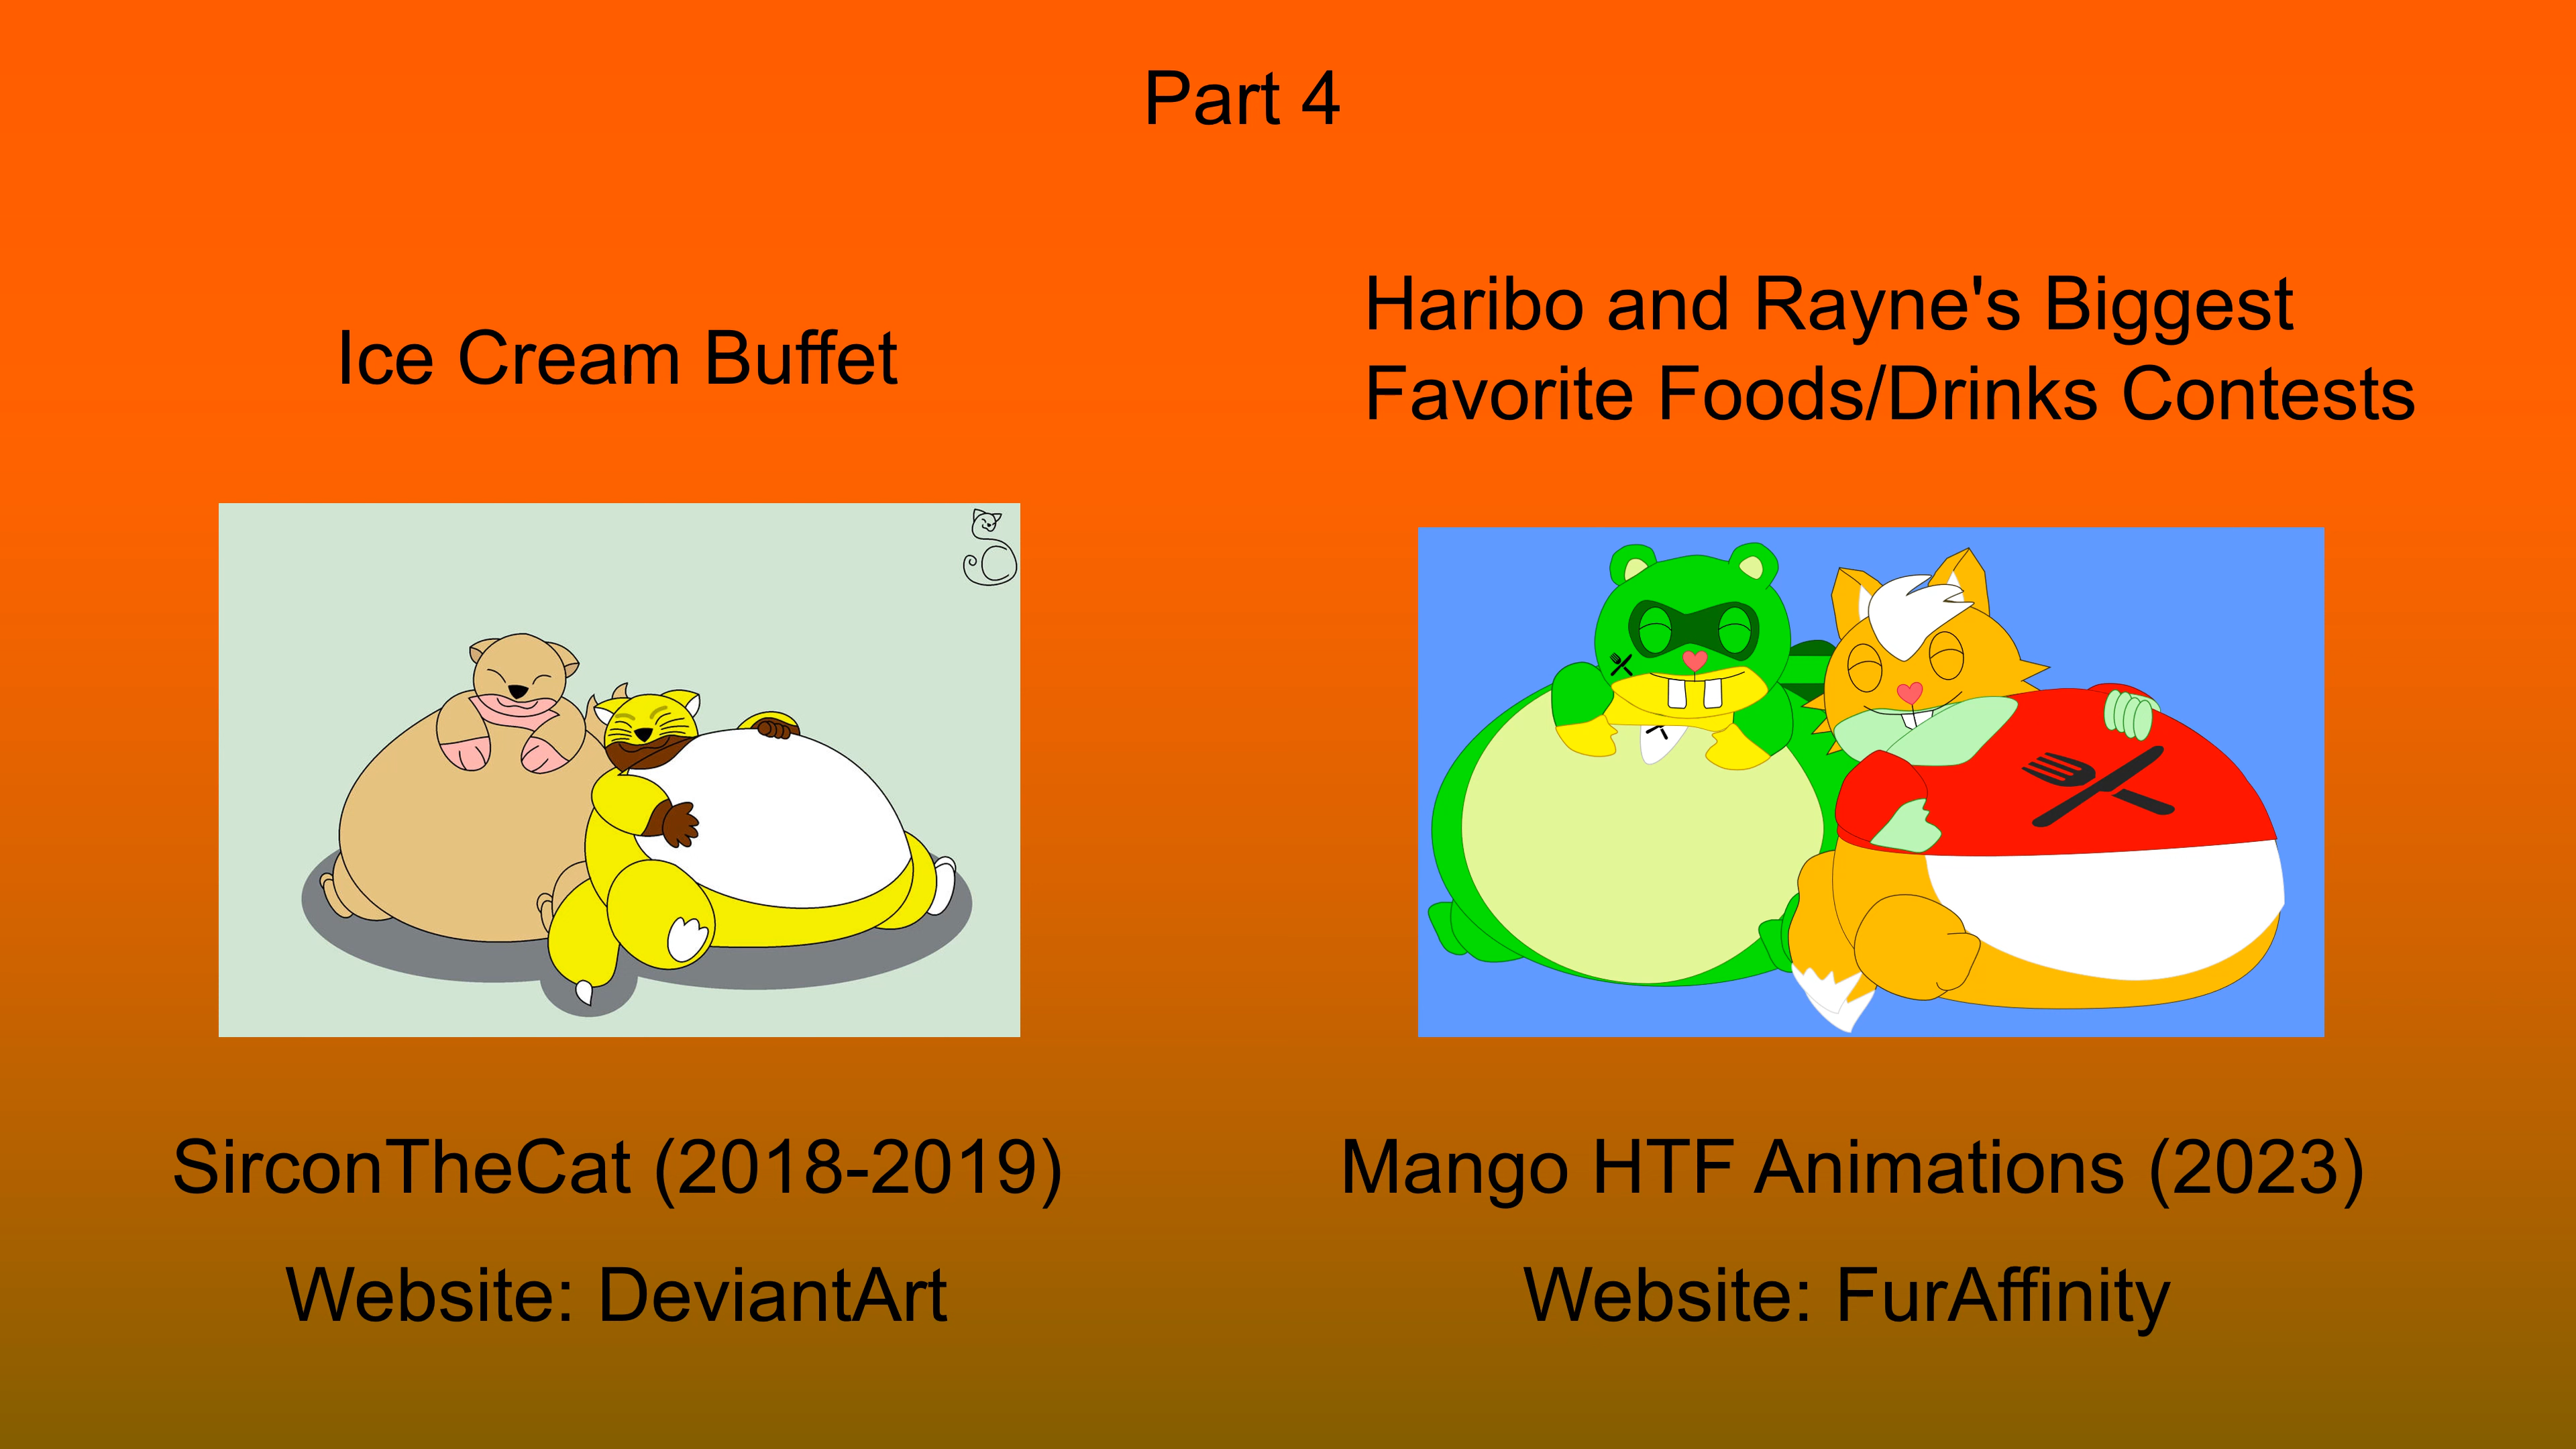 Part 4
Ice Cream Buffet
Haribo and Rayne's Biggest
Favorite Foods/Drinks Contests
SirconTheCat (2018-2019)
Website: DeviantArt
Mango HTF Animations (2023)
Website: FurAffinity